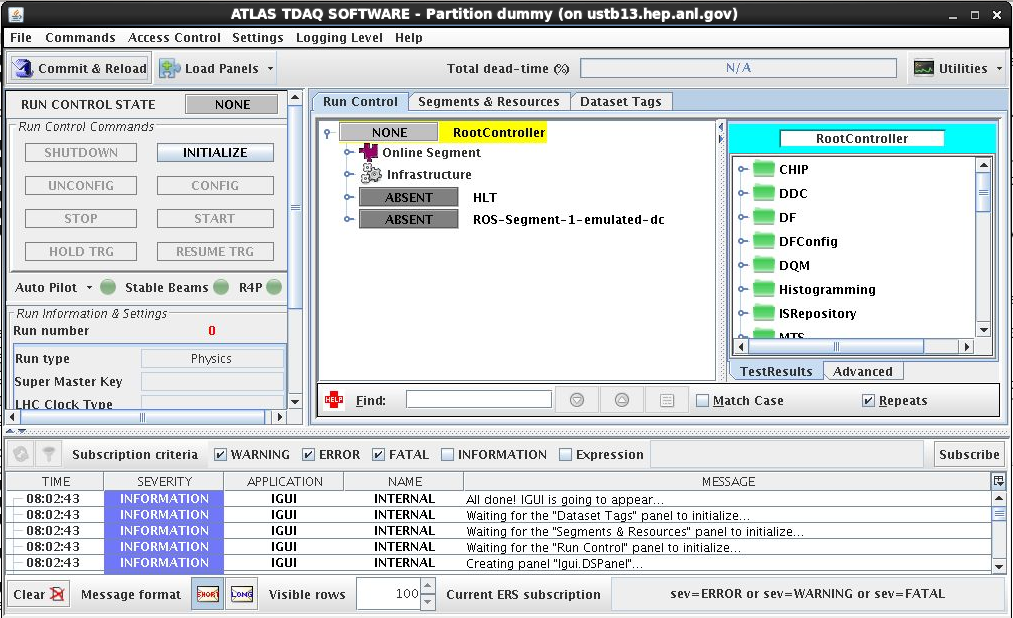 ATLAS TDAQ SOFTWARE - Partition dummy (on ustb13.hep.anl.gov)
File Commands Access Control Settings Logging Level Help
Commit & Reload Load Panels Total dead-time (%) N/A Utilities
RUN CONTROL STATE NONE
Run Control Commands
SHUTDOWN INITIALIZE
UNCONFIG CONFIG
STOP START
HOLD TRG RESUME TRG
Auto Pilot Stable Beams R4P
Run Information & Settings
Run number 0
Run type Physics
Super Master Key
LHC Clock Type
Run Control Segments & Resources Dataset Tags
NONE RootController
Online Segment
Infrastructure
ABSENT HLT
ABSENT ROS-Segment-1-emulated-dc
RootController
CHIP
DDC
DF
DFConfig
DQM
Histogramming
ISRepository
MTS
TestResults Advanced
HELP Find: Match Case Repeats
Subscription criteria WARNING ERROR FATAL INFORMATION Expression Subscribe
TIME SEVERITY APPLICATION NAME MESSAGE
08:02:43 INFORMATION IGUI INTERNAL All done! IGUI is going to appear...
08:02:43 INFORMATION IGUI INTERNAL Waiting for the "Dataset Tags" panel to initialize...
08:02:43 INFORMATION IGUI INTERNAL Waiting for the "Segments & Resources" panel to initialize...
08:02:43 INFORMATION IGUI INTERNAL Waiting for the "Run Control" panel to initialize...
08:02:43 INFORMATION IGUI INTERNAL Creating panel "Igui.DSPanel"...
Clear Message format SHORT LONG Visible rows 100 Current ERS subscription sev=ERROR or sev=WARNING or sev=FATAL